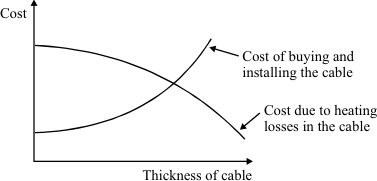 Cost
Cost of buying and
installing the cable
Cost due to heating
losses in the cable
Thickness of cable